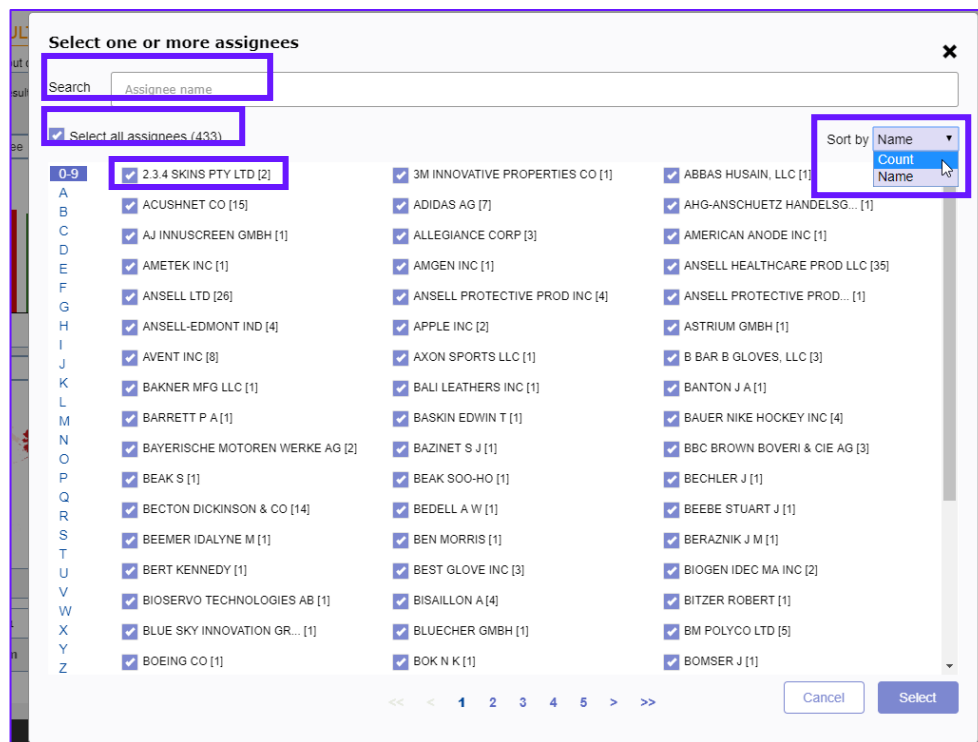 Select one or more assignees
Search Assignee name
Select all assignees (433)
Sort by Name
Count
Name
0-9
A
B
C
D
E
F
G
H
I
J
K
L
M
N
O
P
Q
R
S
T
U
V
W
X
Y
Z
2.3.4 SKINS PTY LTD [2] 3M INNOVATIVE PROPERTIES CO [1] ABBAS HUSAIN, LLC [1]
ACUSHNET CO [15] ADIDAS AG [7] AHG-ANSCHUETZ HANDELSG... [1]
AJ INNUSCREEN GMBH [1] ALLEGIANCE CORP [3] AMERICAN ANODE INC [1]
AMETEK INC [1] AMGEN INC [1] ANSELL HEALTHCARE PROD LLC [35]
ANSELL LTD [26] ANSELL PROTECTIVE PROD INC [4] ANSELL PROTECTIVE PROD... [1]
ANSELL-EDMONT IND [4] APPLE INC [2] ASTRIUM GMBH [1]
AVENT INC [8] AXON SPORTS LLC [1] B BAR B GLOVES, LLC [3]
BAKNER MFG LLC [1] BALI LEATHERS INC [1] BANTON J A [1]
BARRETT P A [1] BASKIN EDWIN T [1] BAUER NIKE HOCKEY INC [4]
BAYERISCHE MOTOREN WERKE AG [2] BAZINET S J [1] BBC BROWN BOVERI & CIE AG [3]
BEAK S [1] BEAK SOO-HO [1] BECHLER J [1]
BECTON DICKINSON & CO [14] BEDELL A W [1] BEEBE STUART J [1]
BEEMER IDALYNE M [1] BEN MORRIS [1] BERAZNIK J M [1]
BERT KENNEDY [1] BEST GLOVE INC [3] BIOGEN IDEC MA INC [2]
BIOSERVO TECHNOLOGIES AB [1] BISAILLON A [4] BITZER ROBERT [1]
BLUE SKY INNOVATION GR... [1] BLUECHER GMBH [1] BM POLYCO LTD [5]
BOEING CO [1] BOK N K [1] BOMSER J [1]
<< < 1 2 3 4 5 > >>
Cancel Select